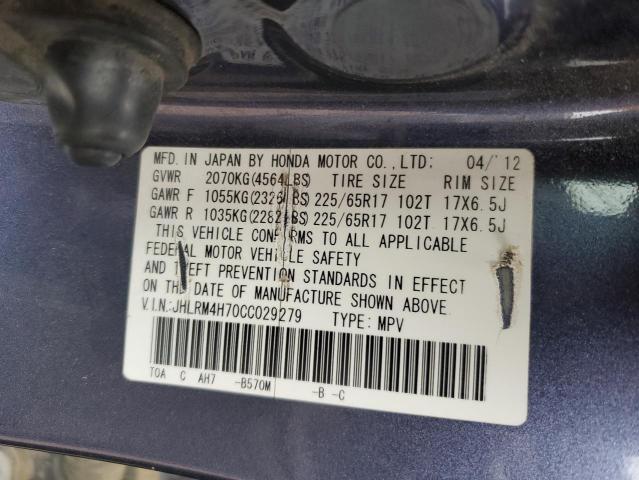 MFD. IN JAPAN BY HONDA MOTOR CO.,LTD: 04/'12
GVWR 2070KG(4564LBS) TIRE SIZE RIM SIZE
GAWR F 1055KG(2326LBS) 225/65R17 102T 17X6.5J
GAWR R 1035KG(2282LBS) 225/65R17 102T 17X6.5J
THIS VEHICLE CONFORMS TO ALL APPLICABLE
FEDERAL MOTOR VEHICLE SAFETY
AND THEFT PREVENTION STANDARDS IN EFFECT
ON THE DATE OF MANUFACTURE SHOWN ABOVE.
V.I.N:JHLRM4H70CC029279 TYPE: MPV
TOA C AH7 -B570M -B -C